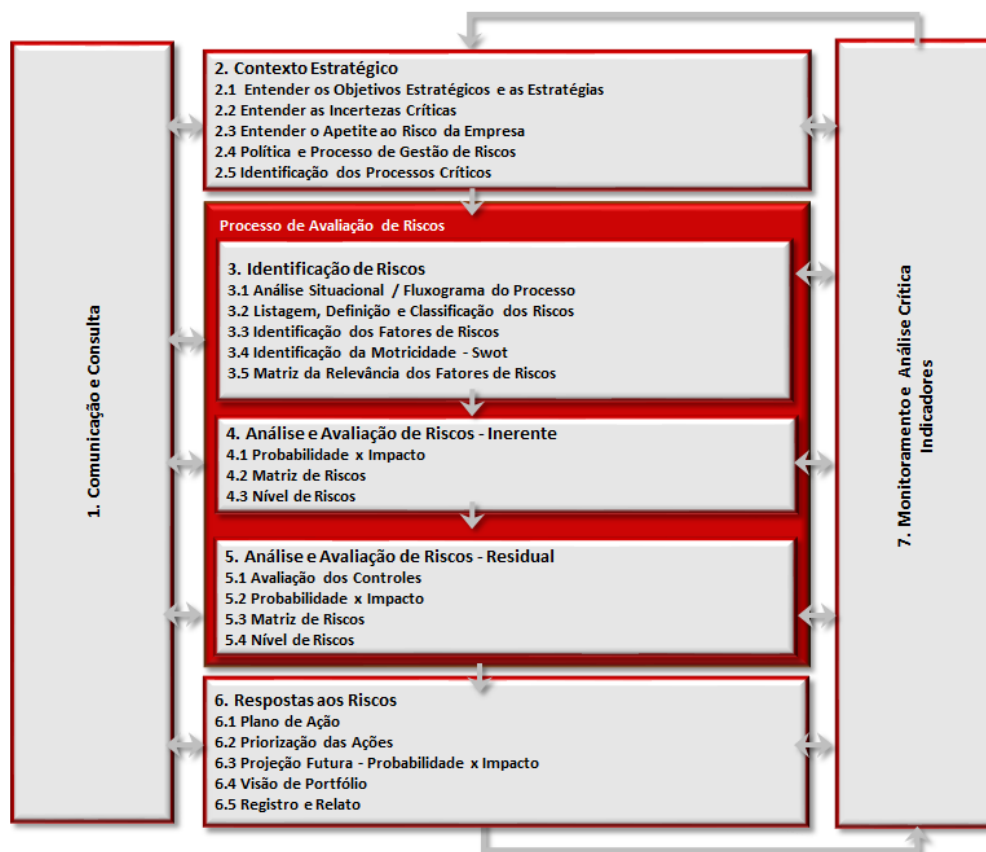 1. Comunicação e Consulta
2. Contexto Estratégico
2.1 Entender os Objetivos Estratégicos e as Estratégias
2.2 Entender as Incertezas Críticas
2.3 Entender o Apetite ao Risco da Empresa
2.4 Política e Processo de Gestão de Riscos
2.5 Identificação dos Processos Críticos
Processo de Avaliação de Riscos
3. Identificação de Riscos
3.1 Análise Situacional / Fluxograma do Processo
3.2 Listagem, Definição e Classificação dos Riscos
3.3 Identificação dos Fatores de Riscos
3.4 Identificação da Motricidade - Swot
3.5 Matriz da Relevância dos Fatores de Riscos
4. Análise e Avaliação de Riscos - Inerente
4.1 Probabilidade x Impacto
4.2 Matriz de Riscos
4.3 Nível de Riscos
5. Análise e Avaliação de Riscos - Residual
5.1 Avaliação dos Controles
5.2 Probabilidade x Impacto
5.3 Matriz de Riscos
5.4 Nível de Riscos
6. Respostas aos Riscos
6.1 Plano de Ação
6.2 Priorização das Ações
6.3 Projeção Futura - Probabilidade x Impacto
6.4 Visão de Portfólio
6.5 Registro e Relato
7. Monitoramento e Análise Crítica
Indicadores